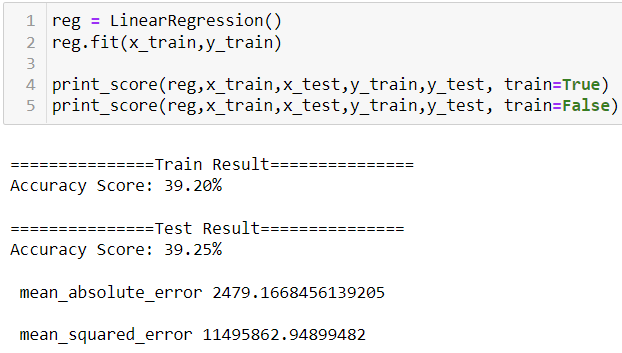 1 reg = LinearRegression()
2 reg.fit(x_train,y_train)
3
4 print_score(reg,x_train,x_test,y_train,y_test, train=True)
5 print_score(reg,x_train,x_test,y_train,y_test, train=False)
===============Train Result===============
Accuracy Score: 39.20%
===============Test Result===============
Accuracy Score: 39.25%
mean_absolute_error 2479.1668456139205
mean_squared_error 11495862.94899482